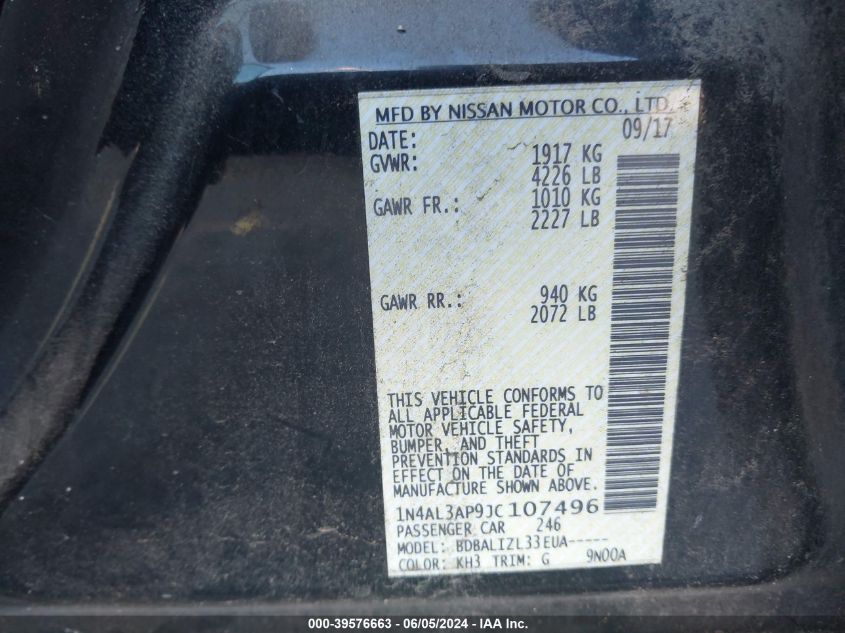 MFD BY NISSAN MOTOR CO., LTD.
DATE: 09/17
GVWR: 1917 KG
4226 LB
GAWR FR.: 1010 KG
2227 LB
GAWR RR.: 940 KG
2072 LB
THIS VEHICLE CONFORMS TO
ALL APPLICABLE FEDERAL
MOTOR VEHICLE SAFETY,
BUMPER, AND THEFT
PREVENTION STANDARDS IN
EFFECT ON THE DATE OF
MANUFACTURE SHOWN ABOVE.
1N4AL3AP9JC107496
PASSENGER CAR 246
MODEL: BDBALIZL33EUA-----
COLOR: KH3 TRIM: G 9N00A
000-39576663 - 06/05/2024 - IAA Inc.